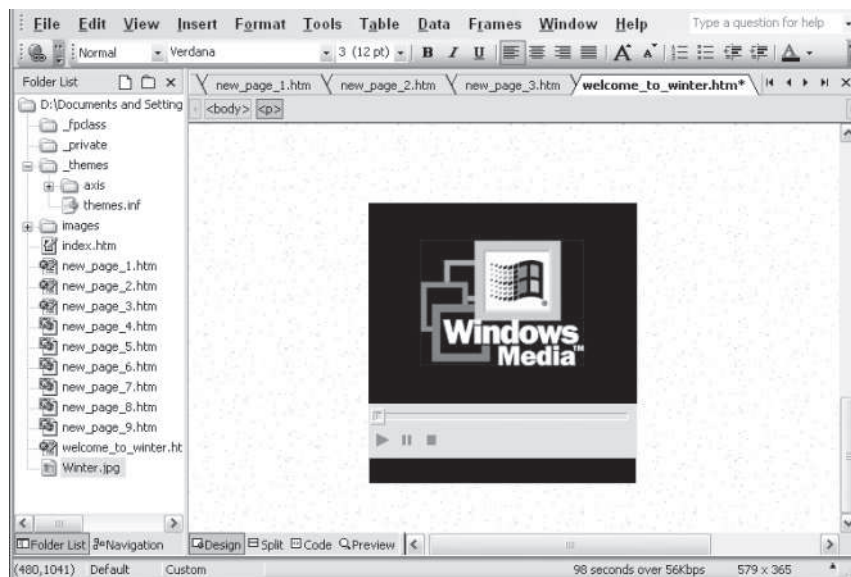 File Edit View Insert Format Tools Table Data Frames Window Help Type a question for help
Normal Verdana 3 (12 pt) B I U A A A
Folder List new_page_1.htm new_page_2.htm new_page_3.htm welcome_to_winter.htm*
D:\Documents and Setting <body> <p>
_fpclass
_private
_themes
axis
themes.inf
images
index.htm
new_page_1.htm
new_page_2.htm
new_page_3.htm
new_page_4.htm
new_page_5.htm
new_page_6.htm
new_page_7.htm
new_page_8.htm
new_page_9.htm
welcome_to_winter.ht
Winter.jpg
Windows
Media™
Folder List Navigation Design Split Code Preview
(480,1041) Default Custom 98 seconds over 56Kbps 579 x 365